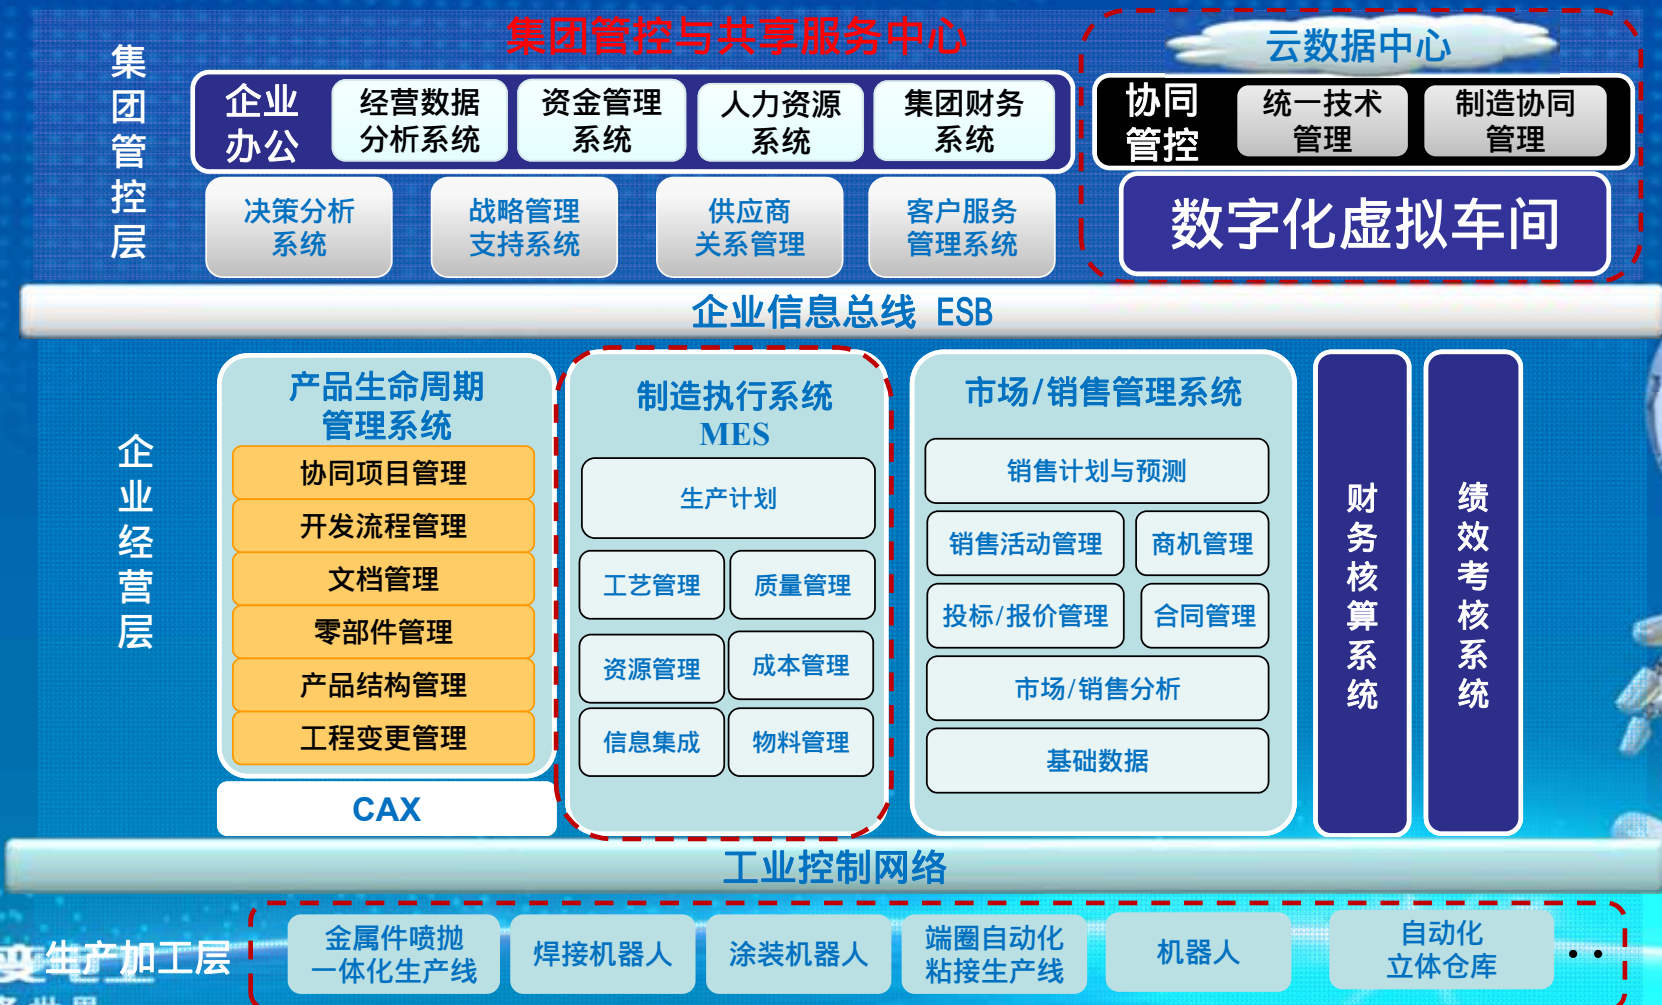 集团管控与共享服务中心
云数据中心
集团管控层
企业
办公
经营数据
分析系统
资金管理
系统
人力资源
系统
集团财务
系统
协同
管控
统一技术
管理
制造协同
管理
决策分析
系统
战略管理
支持系统
供应商
关系管理
客户服务
管理系统
数字化虚拟车间
企业信息总线 ESB
企业经营层
产品生命周期
管理系统
协同项目管理
开发流程管理
文档管理
零部件管理
产品结构管理
工程变更管理
CAX
制造执行系统
MES
生产计划
工艺管理
质量管理
资源管理
成本管理
信息集成
物料管理
市场/销售管理系统
销售计划与预测
销售活动管理
商机管理
投标/报价管理
合同管理
市场/销售分析
基础数据
财务核算系统
绩效考核系统
工业控制网络
生产加工层
金属件喷抛
一体化生产线
焊接机器人
涂装机器人
端圈自动化
粘接生产线
机器人
自动化
立体仓库
··